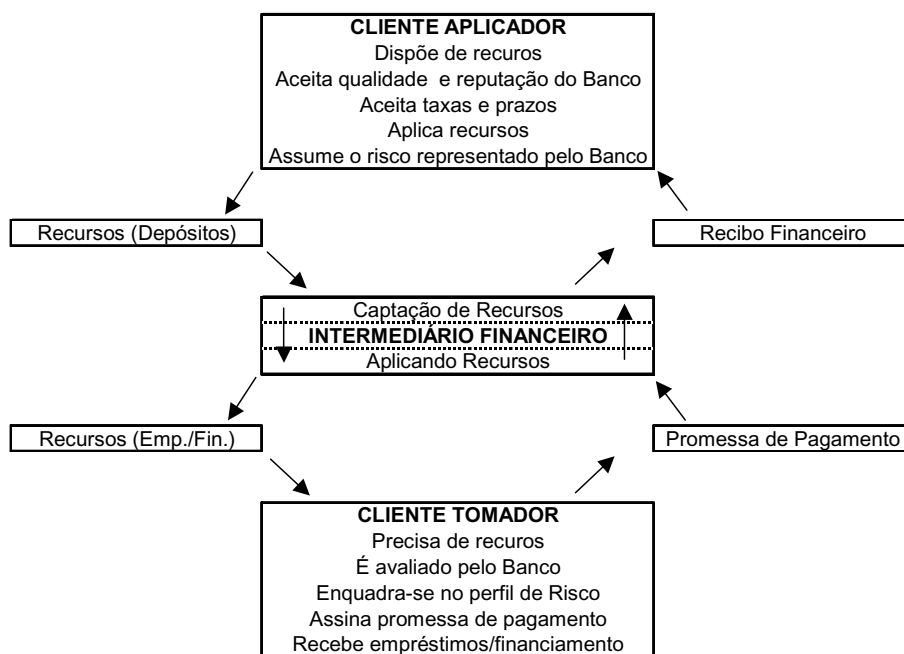 CLIENTE APLICADOR
Dispõe de recuros
Aceita qualidade e reputação do Banco
Aceita taxas e prazos
Aplica recursos
Assume o risco representado pelo Banco
Recursos (Depósitos)
Recibo Financeiro
Captação de Recursos
INTERMEDIÁRIO FINANCEIRO
Aplicando Recursos
Recursos (Emp./Fin.)
Promessa de Pagamento
CLIENTE TOMADOR
Precisa de recuros
É avaliado pelo Banco
Enquadra-se no perfil de Risco
Assina promessa de pagamento
Recebe empréstimos/financiamento